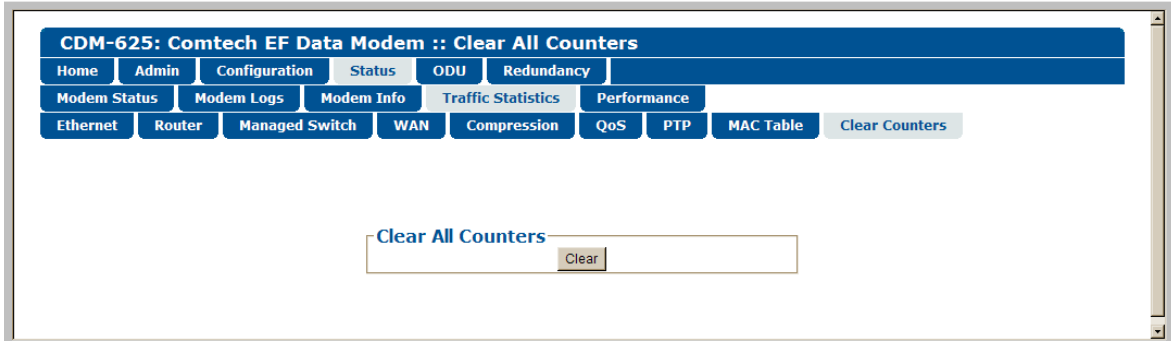 CDM-625: Comtech EF Data Modem :: Clear All Counters
Home Admin Configuration Status ODU Redundancy
Modem Status Modem Logs Modem Info Traffic Statistics Performance
Ethernet Router Managed Switch WAN Compression QoS PTP MAC Table Clear Counters
Clear All Counters
Clear